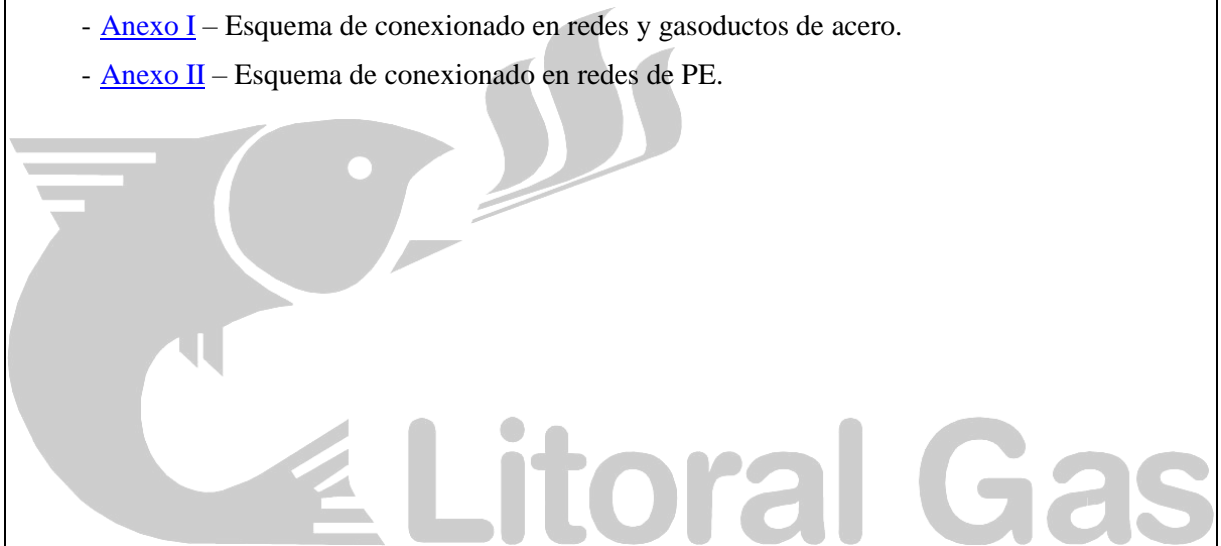 - Anexo I – Esquema de conexionado en redes y gasoductos de acero.
- Anexo II – Esquema de conexionado en redes de PE.
Litoral Gas